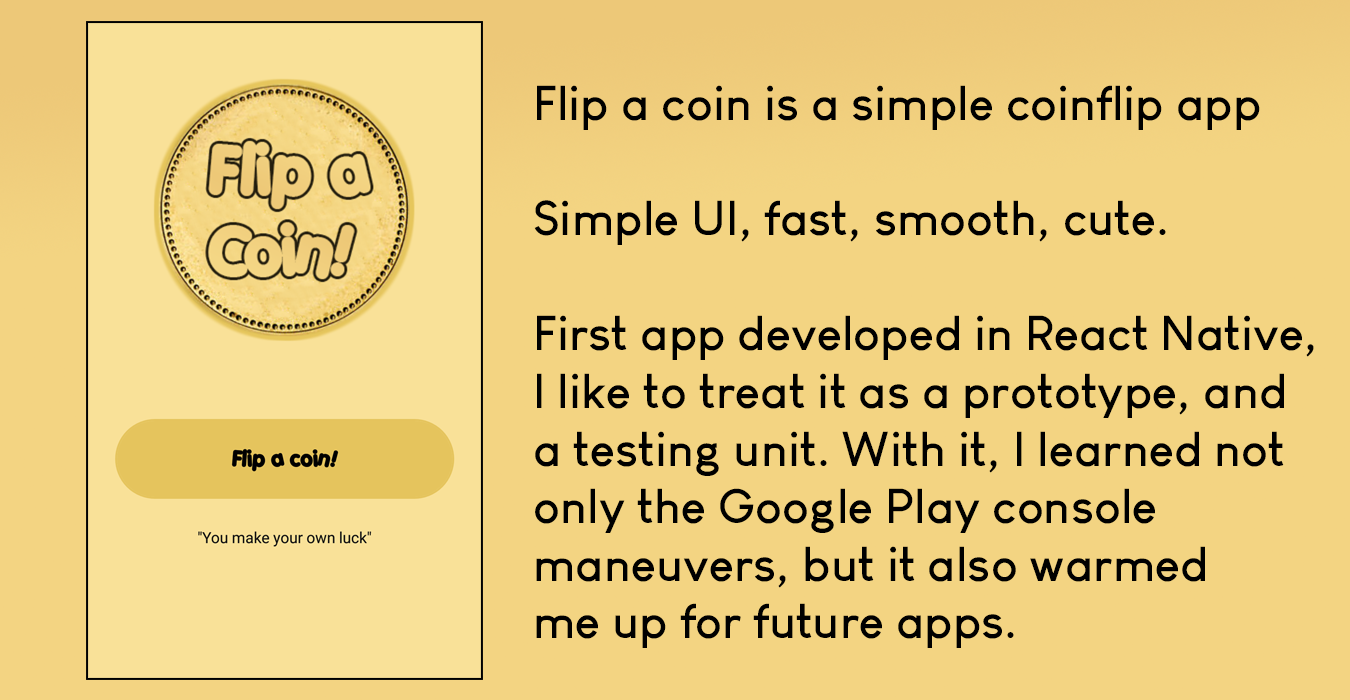 Flip a
Coin!
Flip a coin!
"You make your own luck"
Flip a coin is a simple coinflip app
Simple UI, fast, smooth, cute.
First app developed in React Native,
I like to treat it as a prototype, and
a testing unit. With it, I learned not
only the Google Play console
maneuvers, but it also warmed
me up for future apps.